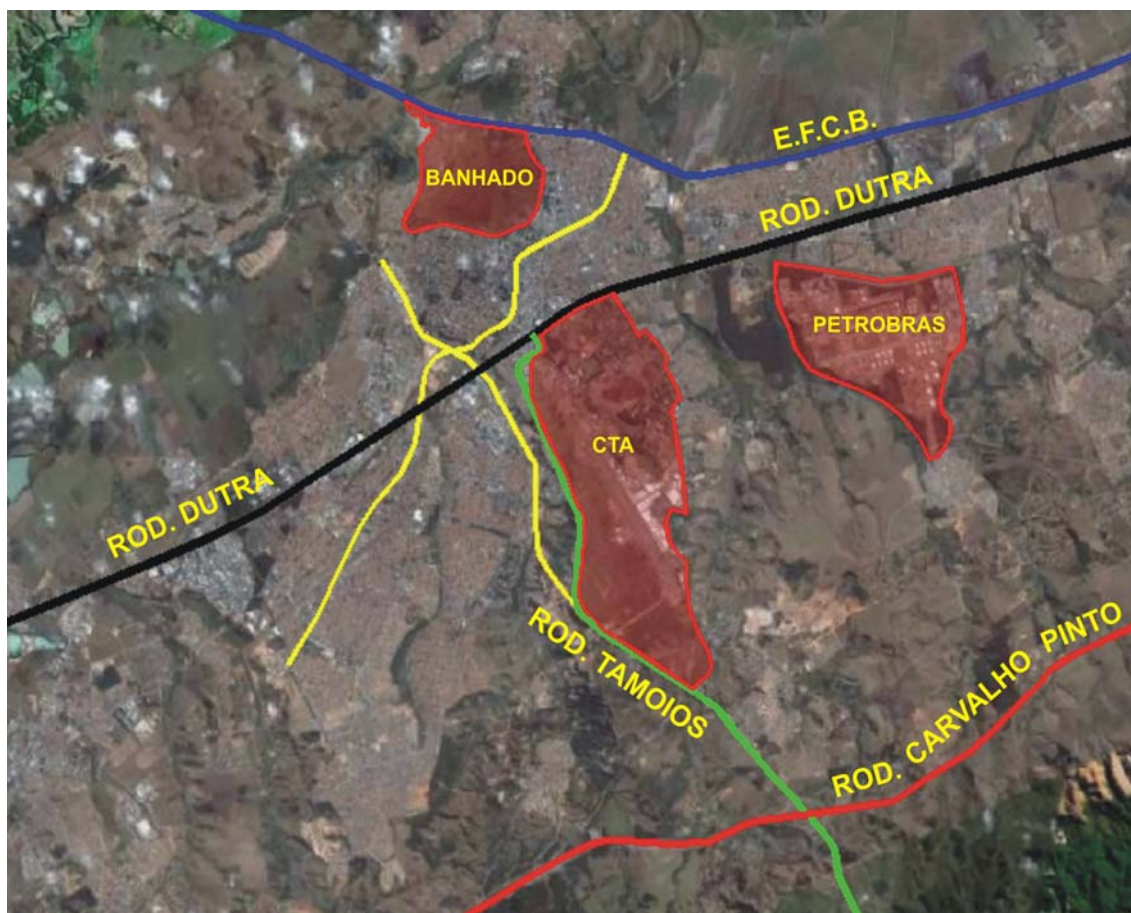 E.F.C.B.
BANHADO
ROD. DUTRA
PETROBRAS
CTA
ROD. DUTRA
ROD. TAMOIOS
ROD. CARVALHO PINTO